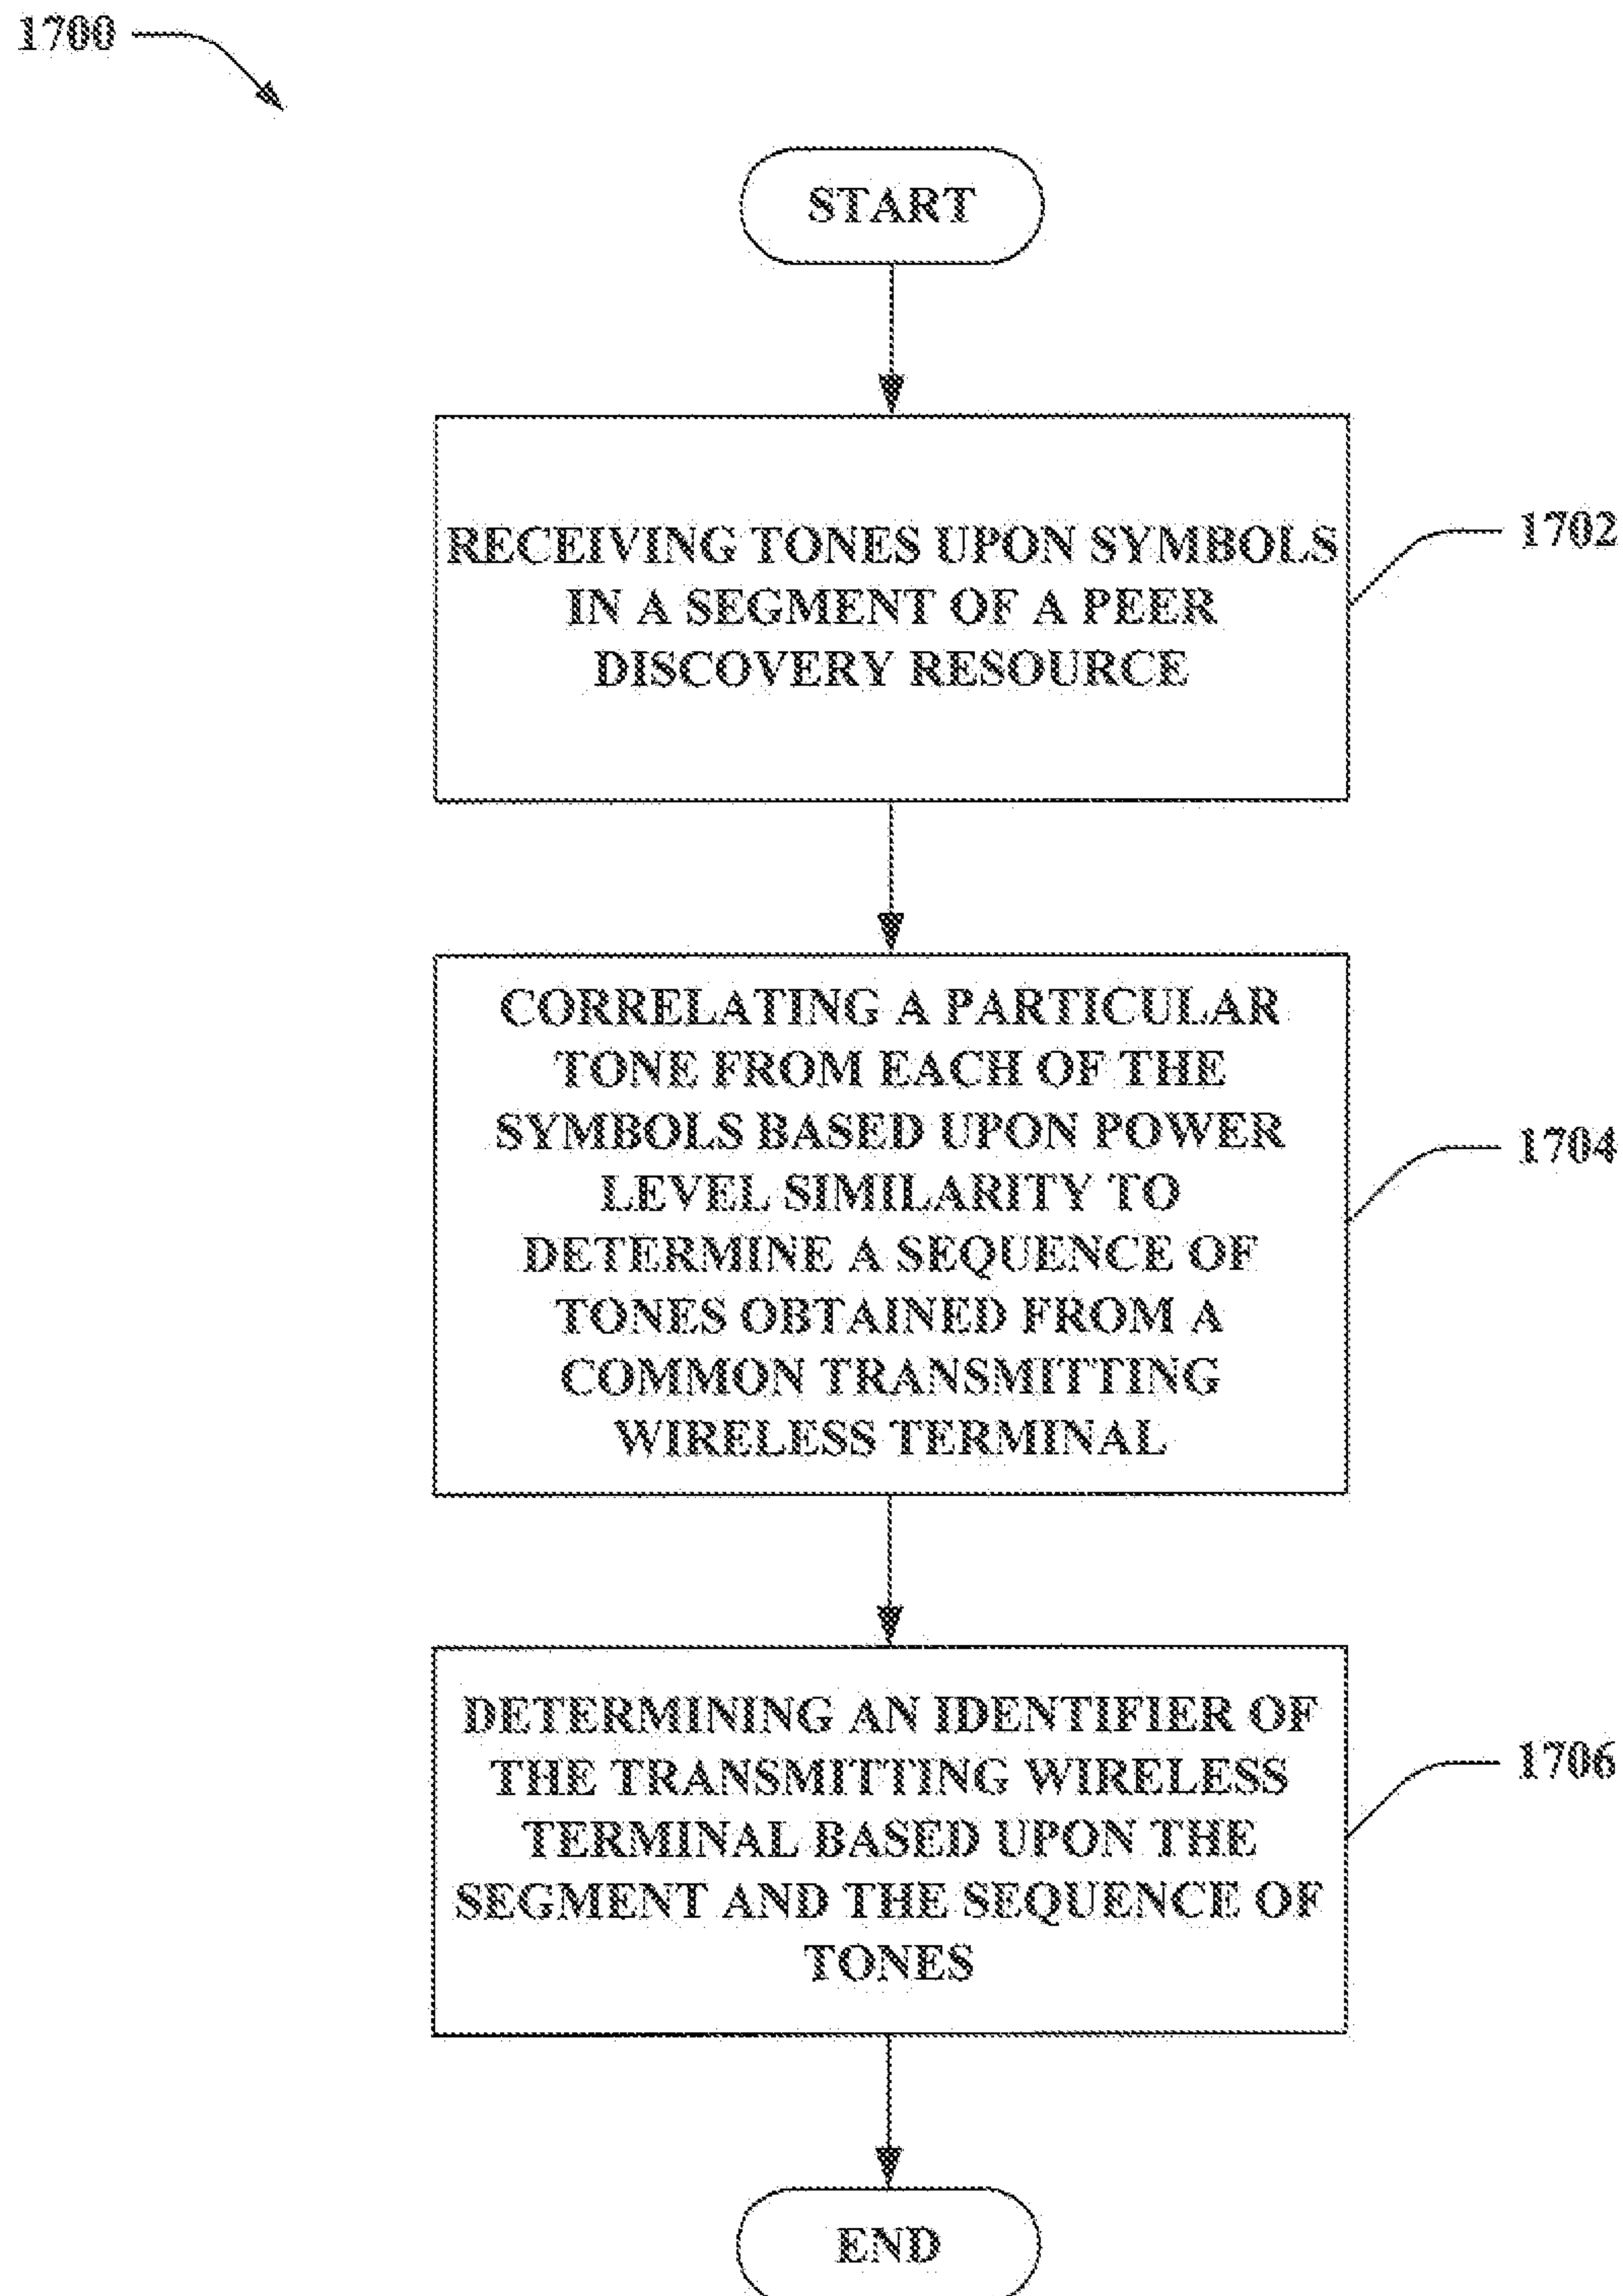 1700
START
RECEIVING TONES UPON SYMBOLS
IN A SEGMENT OF A PEER
DISCOVERY RESOURCE
1702
CORRELATING A PARTICULAR
TONE FROM EACH OF THE
SYMBOLS BASED UPON POWER
LEVEL SIMILARITY TO
DETERMINE A SEQUENCE OF
TONES OBTAINED FROM A
COMMON TRANSMITTING
WIRELESS TERMINAL
1704
DETERMINING AN IDENTIFIER OF
THE TRANSMITTING WIRELESS
TERMINAL BASED UPON THE
SEGMENT AND THE SEQUENCE OF
TONES
1706
END